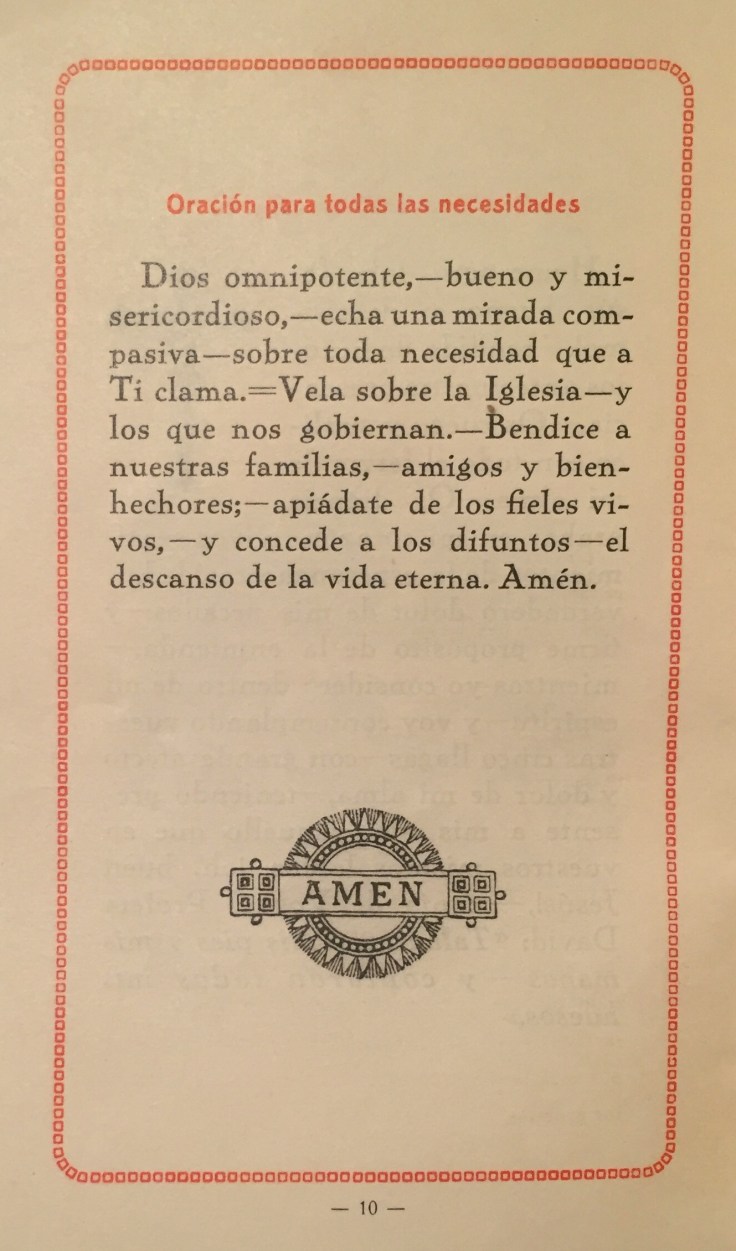 Oración para todas las necesidades
Dios omnipotente,—bueno y mi-
sericordioso,—echa una mirada com-
pasiva—sobre toda necesidad que a
Tí clama.=Vela sobre la Iglesia—y
los que nos gobiernan.—Bendice a
nuestras familias,—amigos y bien-
hechores;—apiádate de los fieles vi-
vos,—y concede a los difuntos—el
descanso de la vida eterna. Amén.
AMEN
— 10 —